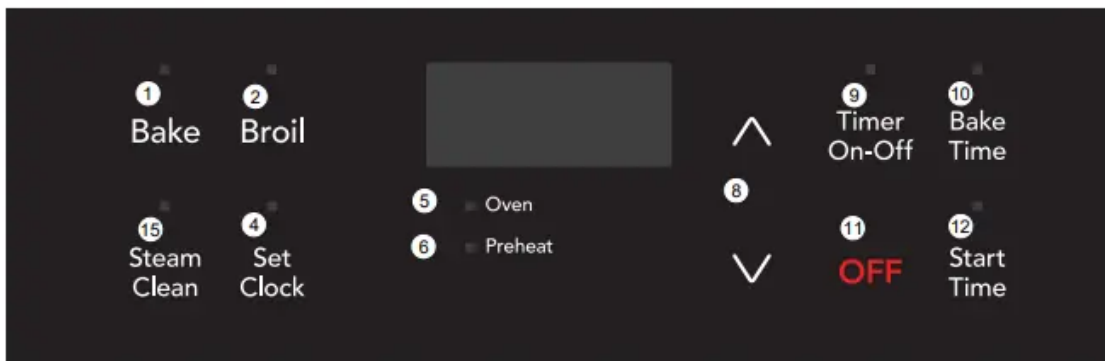 1
Bake
2
Broil
9
Timer
On-Off
10
Bake
Time
5
Oven
6
Preheat
8
15
Steam
Clean
4
Set
Clock
11
OFF
12
Start
Time